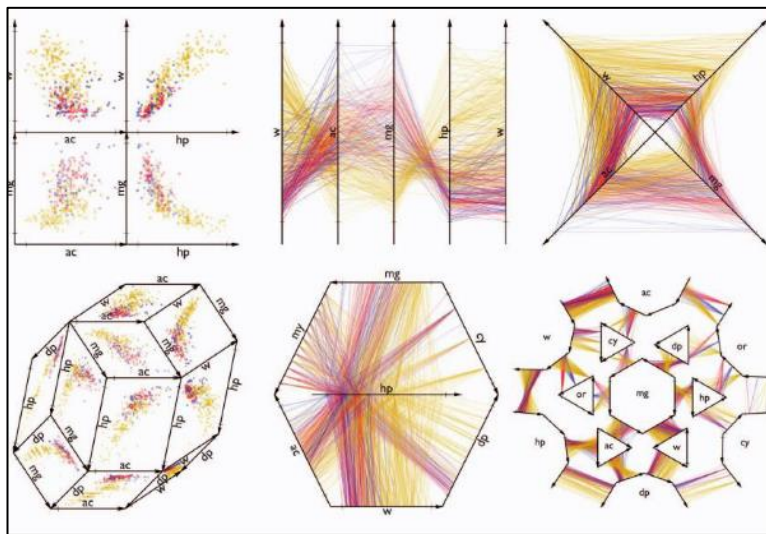 w w
ac hp
mg mg
ac hp
w ac mg hp w
w hp
ac mg
ac
w w mg
ac
dp mg w
hp hp ac hp hp
dp mg
mg ac dp
dp w dp
ac w
mg
my cy
hp
ac dp
w
ac
w cy dp or
or mg hp
hp ac w cy
dp